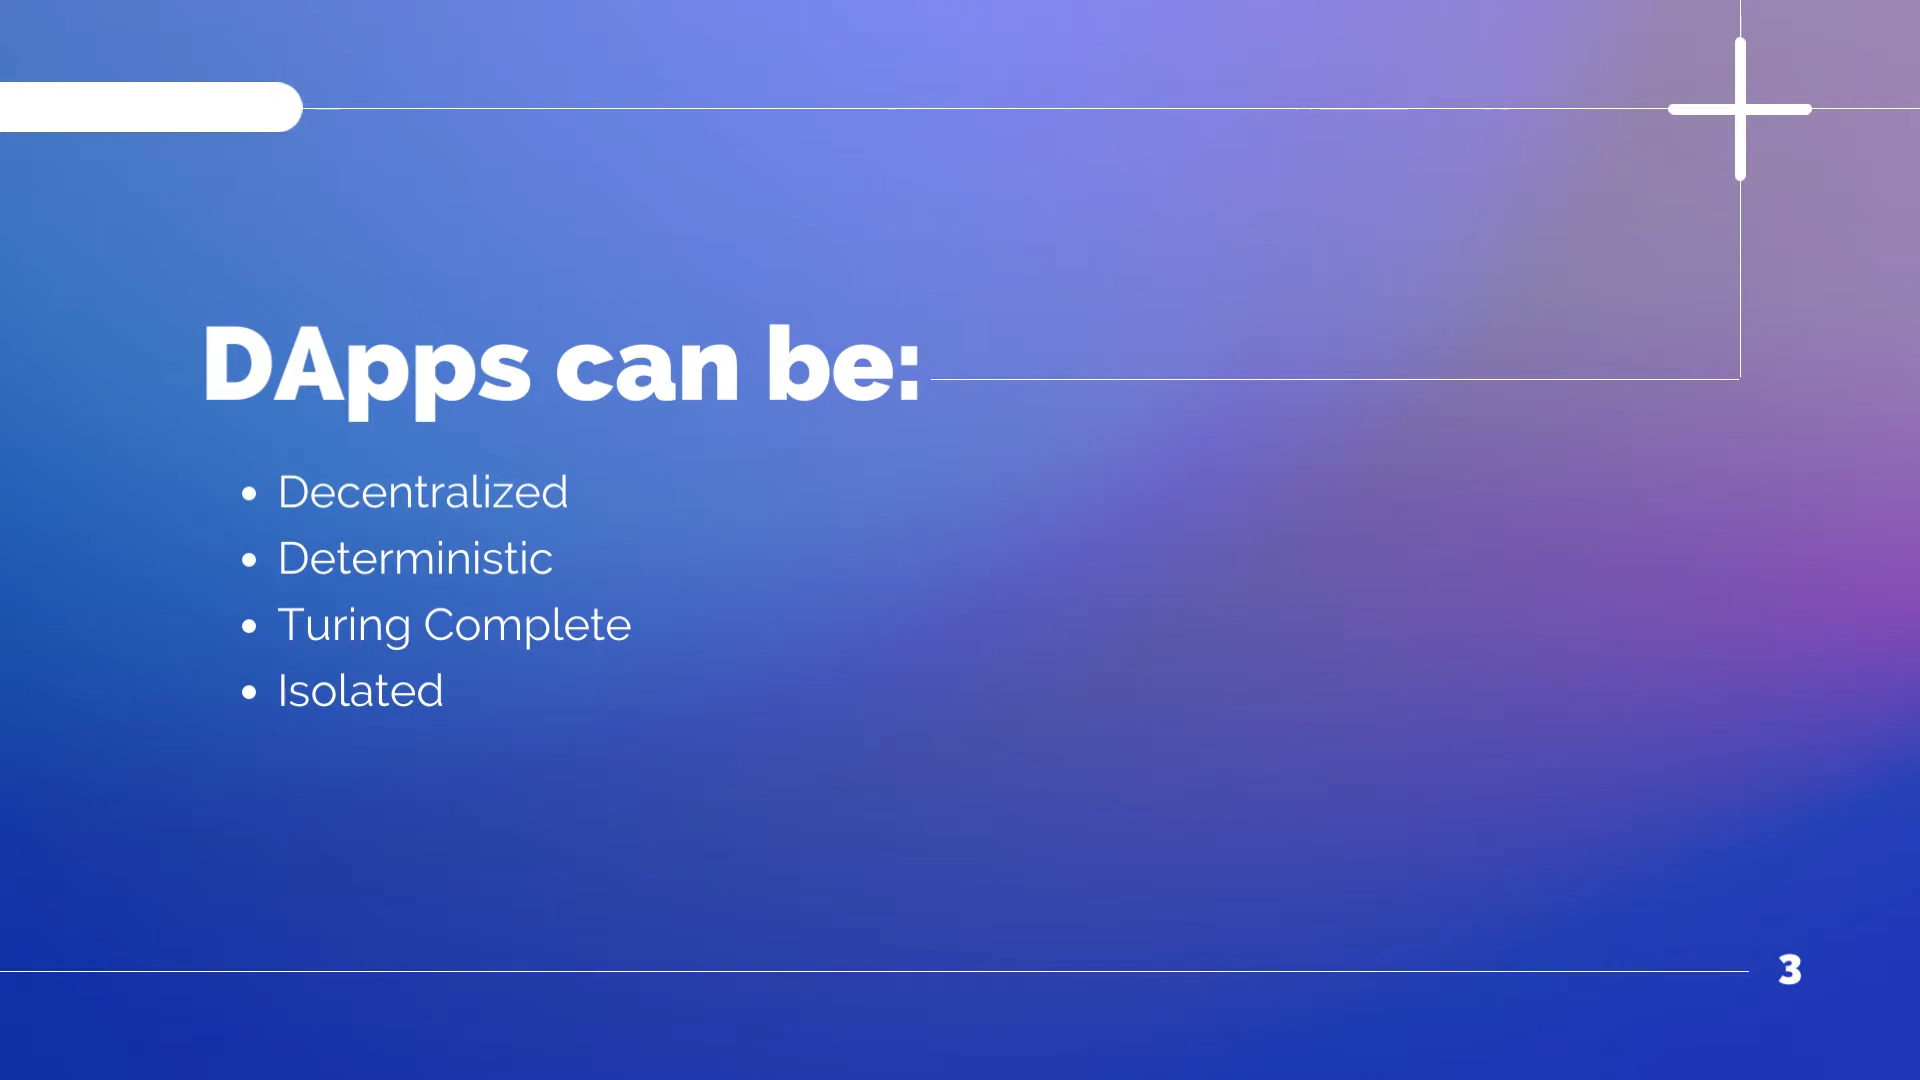 DApps can be:
• Decentralized
• Deterministic
• Turing Complete
• Isolated
3